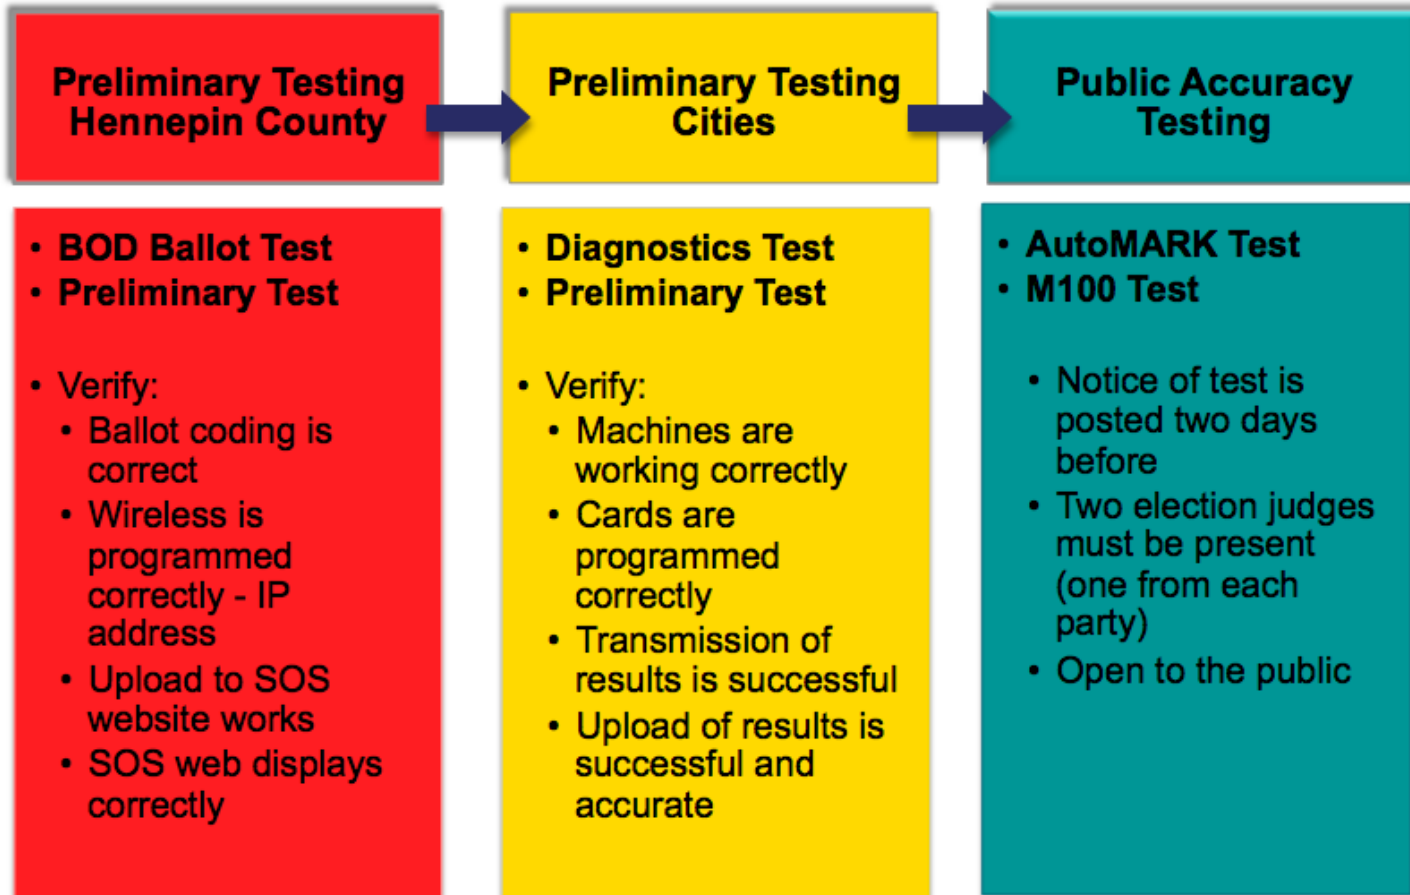 Preliminary Testing
Hennepin County
Preliminary Testing
Cities
Public Accuracy
Testing
• BOD Ballot Test
• Preliminary Test
• Verify:
• Ballot coding is
correct
• Wireless is
programmed
correctly - IP
address
• Upload to SOS
website works
• SOS web displays
correctly
• Diagnostics Test
• Preliminary Test
• Verify:
• Machines are
working correctly
• Cards are
programmed
correctly
• Transmission of
results is successful
• Upload of results is
successful and
accurate
• AutoMARK Test
• M100 Test
• Notice of test is
posted two days
before
• Two election judges
must be present
(one from each
party)
• Open to the public